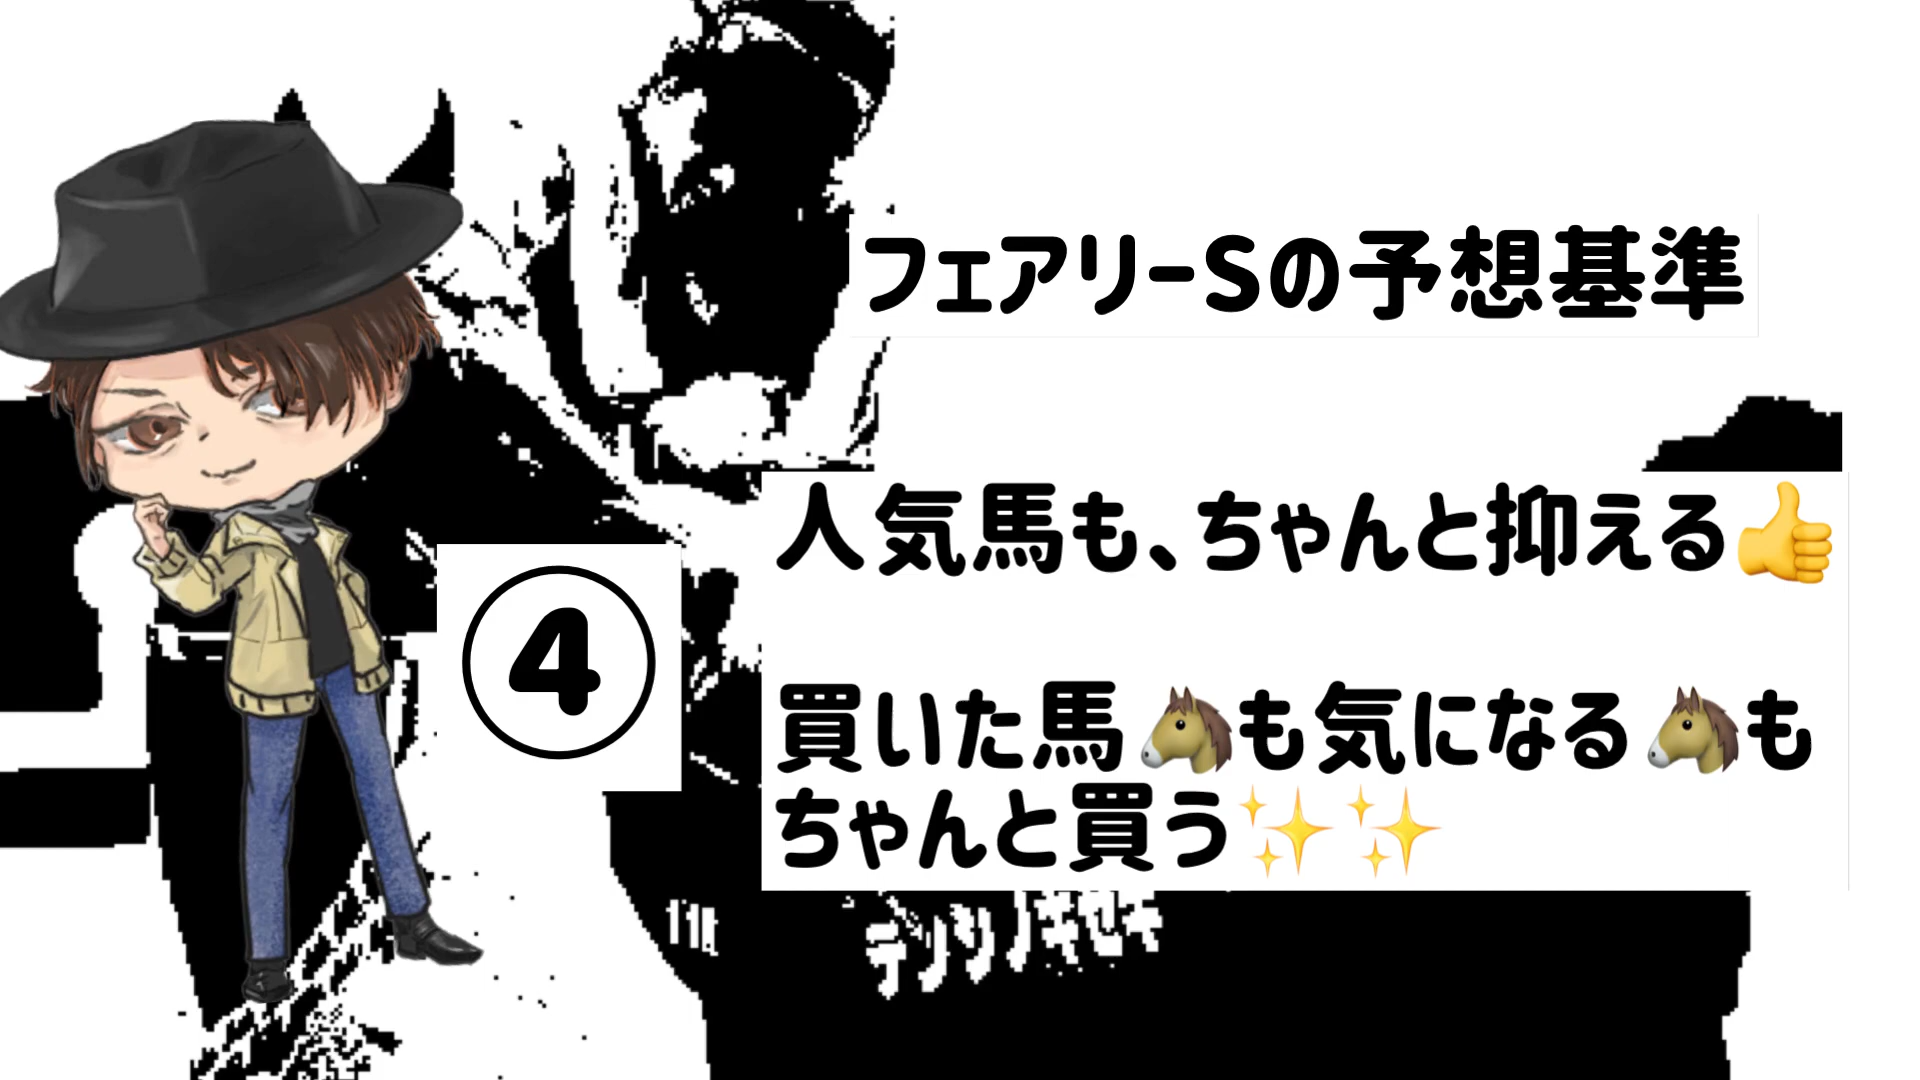 フェアリーSの予想基準
人気馬も、ちゃんと抑える👍
④
買いた馬🐴も気になる🐴も
ちゃんと買う✨✨